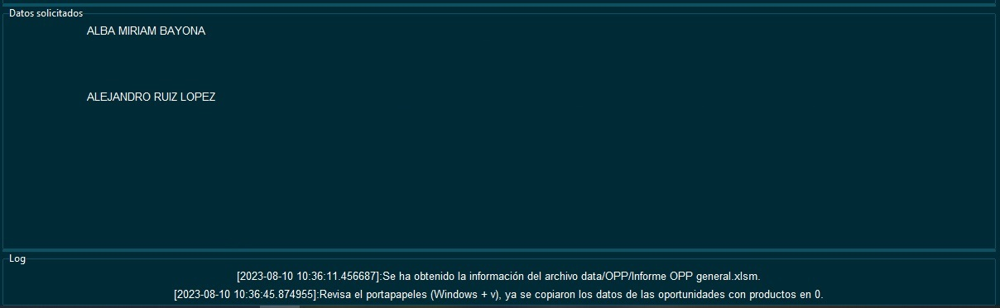 Datos solicitados
ALBA MIRIAM BAYONA
ALEJANDRO RUIZ LOPEZ
Log
[2023-08-10 10:36:11.456687]:Se ha obtenido la información del archivo data/OPP/Informe OPP general.xlsm.
[2023-08-10 10:36:45.874955]:Revisa el portapapeles (Windows + v), ya se copiaron los datos de las oportunidades con productos en 0.